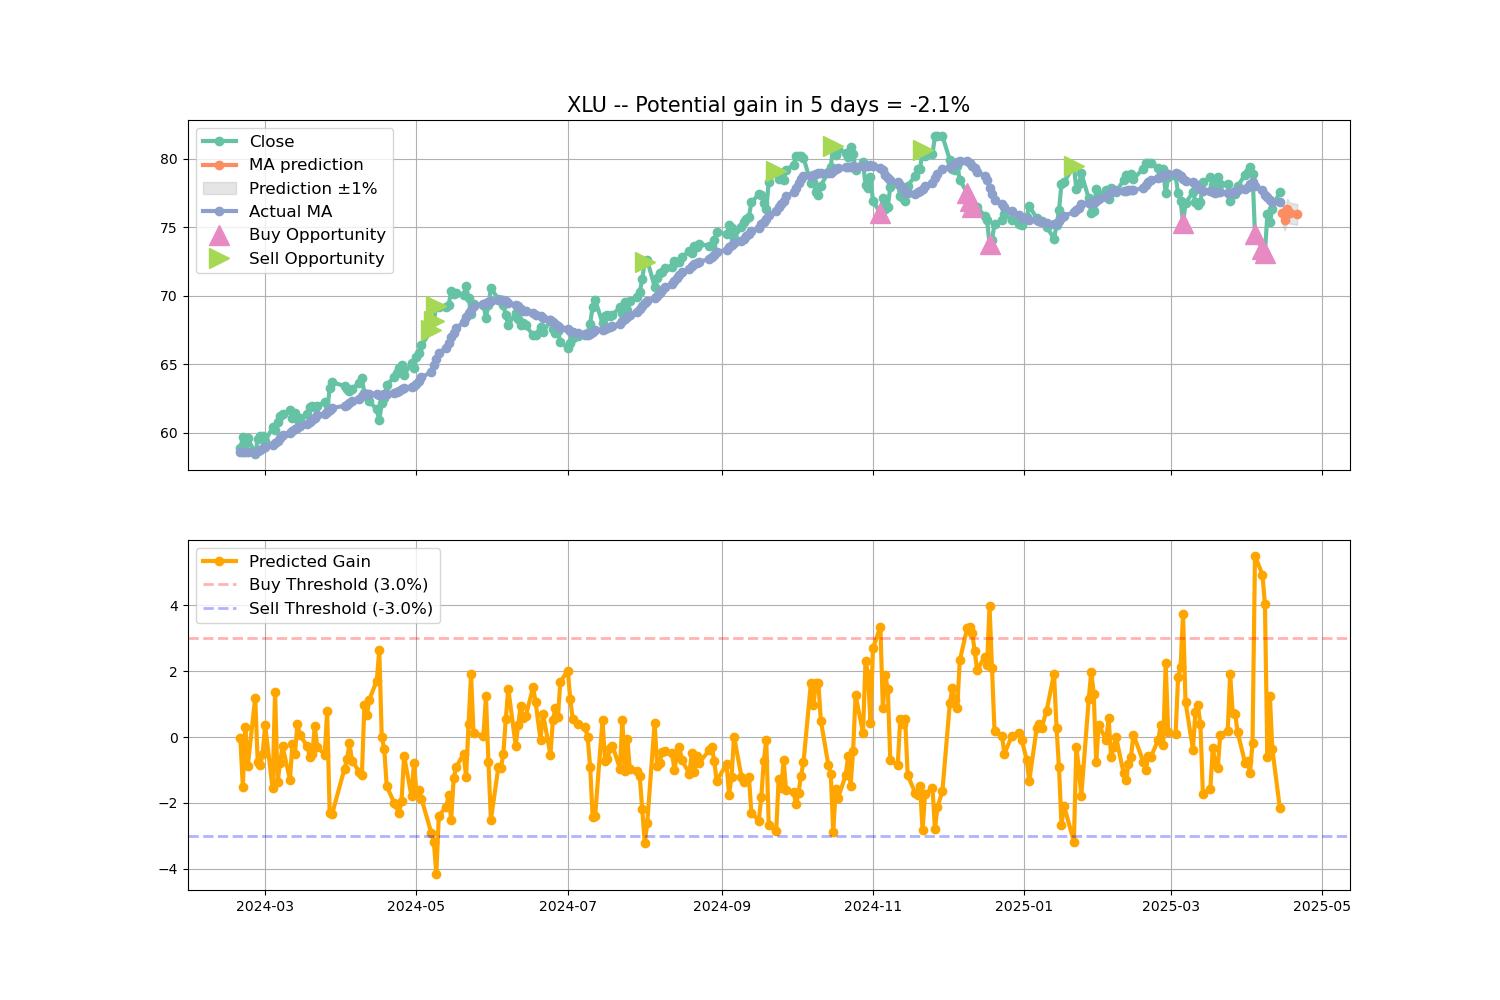 XLU -- Potential gain in 5 days = -2.1%
Close
MA prediction
Prediction ±1%
Actual MA
Buy Opportunity
Sell Opportunity
80
75
70
65
60
Predicted Gain
Buy Threshold (3.0%)
Sell Threshold (-3.0%)
4
2
0
−2
−4
2024-03 2024-05 2024-07 2024-09 2024-11 2025-01 2025-03 2025-05